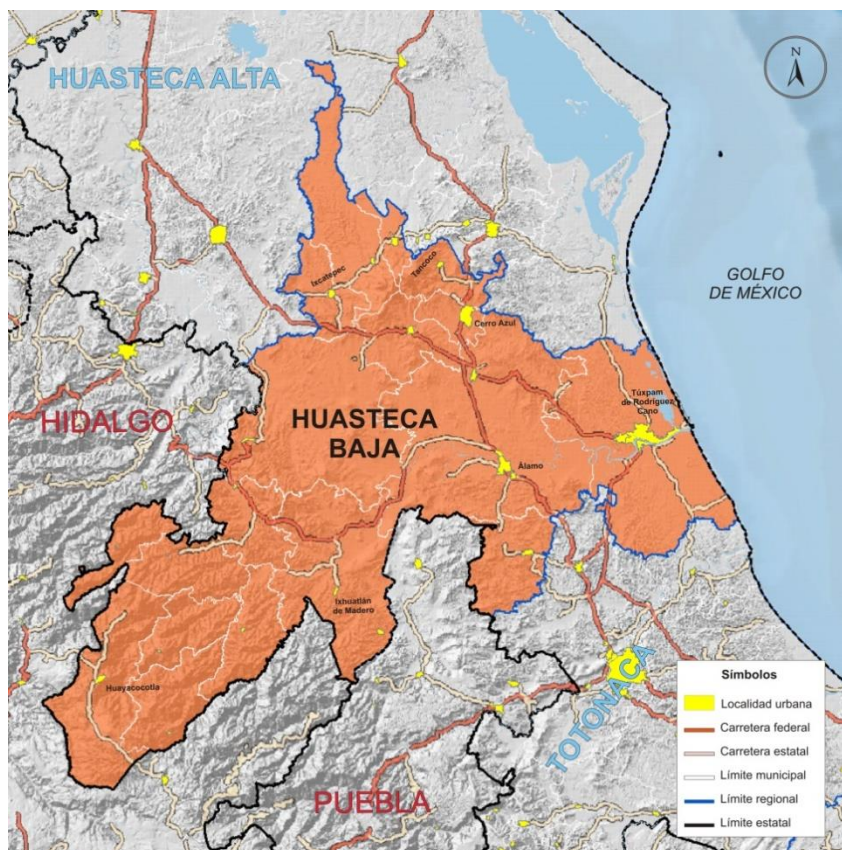 N
HUASTECA ALTA
GOLFO
DE MÉXICO
Ixcatepec
Tancoco
Cerro Azul
Túxpam
de Rodríguez
Cano
HIDALGO
HUASTECA
BAJA
Álamo
Ixhuatlán
de Madero
Huayacocotla
TOTONACA
PUEBLA
Símbolos
Localidad urbana
Carretera federal
Carretera estatal
Límite municipal
Límite regional
Límite estatal